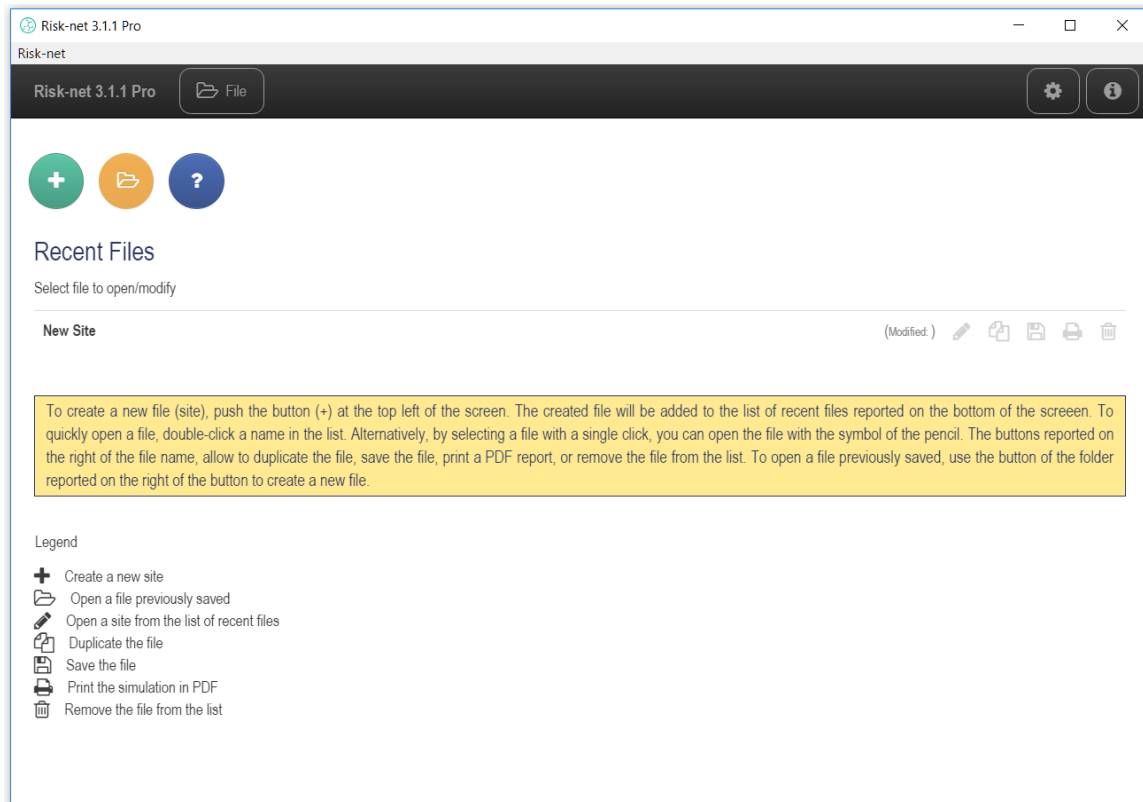 Risk-net 3.1.1 Pro
Risk-net
Risk-net 3.1.1 Pro File
?
Recent Files
Select file to open/modify
New Site (Modified: )
To create a new file (site), push the button (+) at the top left of the screen. The created file will be added to the list of recent files reported on the bottom of the screeen. To
quickly open a file, double-click a name in the list. Alternatively, by selecting a file with a single click, you can open the file with the symbol of the pencil. The buttons reported on
the right of the file name, allow to duplicate the file, save the file, print a PDF report, or remove the file from the list. To open a file previously saved, use the button of the folder
reported on the right of the button to create a new file.
Legend
Create a new site
Open a file previously saved
Open a site from the list of recent files
Duplicate the file
Save the file
Print the simulation in PDF
Remove the file from the list